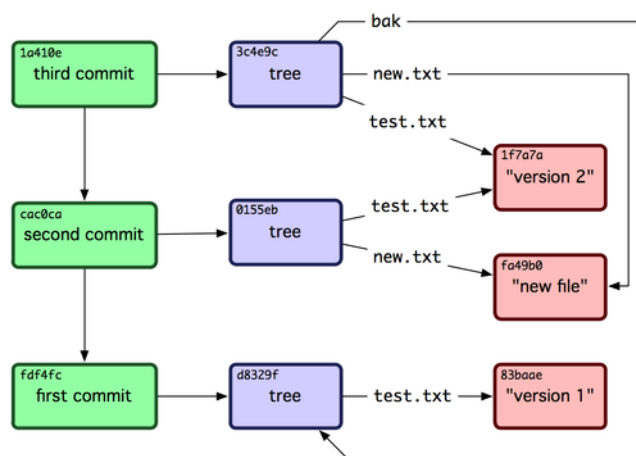 bak
1a410e
third commit
3c4e9c
tree
new.txt
test.txt
1f7a7a
"version 2"
cac0ca
second commit
0155eb
tree
test.txt
new.txt
fa49b0
"new file"
fdf4fc
first commit
d8329f
tree
test.txt
83baae
"version 1"